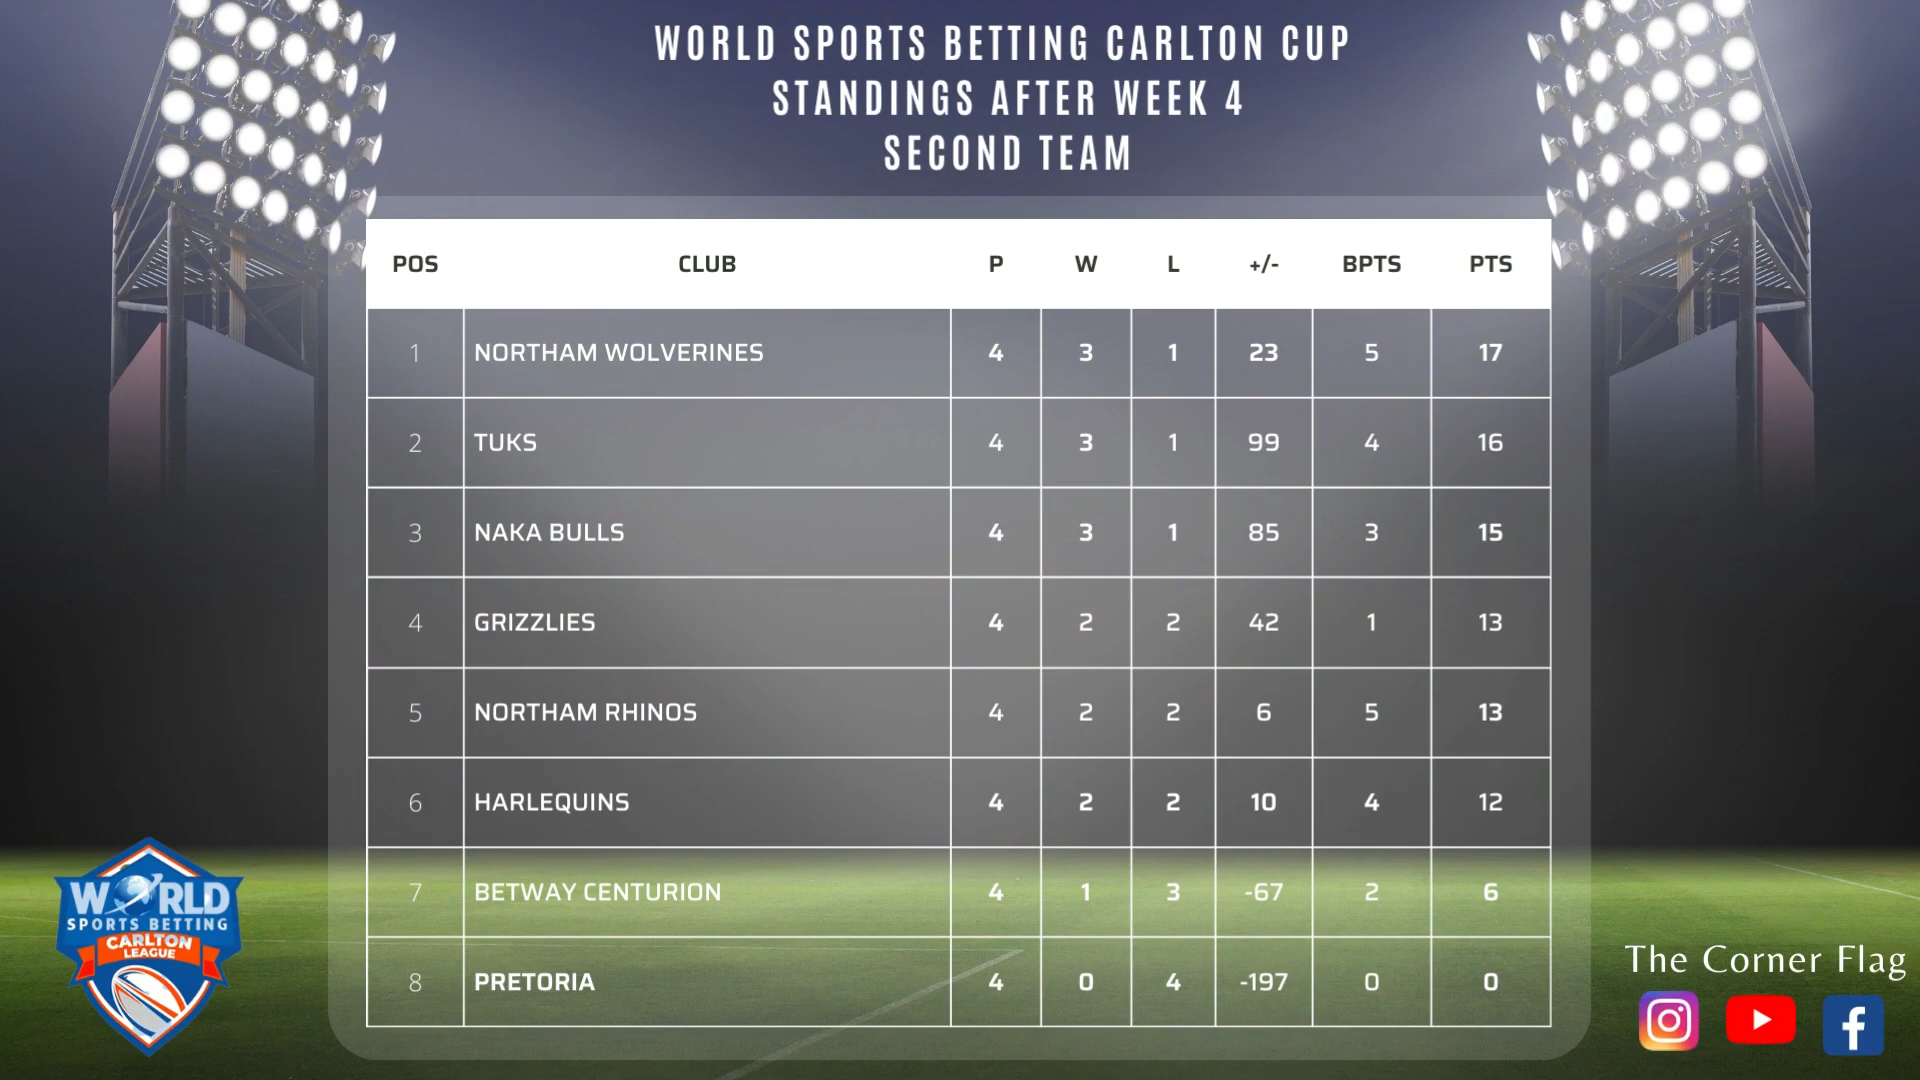 WORLD SPORTS BETTING CARLTON CUP
STANDINGS AFTER WEEK 4
SECOND TEAM
POS CLUB P W L +/- BPTS PTS
1 NORTHAM WOLVERINES 4 3 1 23 5 17
2 TUKS 4 3 1 99 4 16
3 NAKA BULLS 4 3 1 85 3 15
4 GRIZZLIES 4 2 2 42 1 13
5 NORTHAM RHINOS 4 2 2 6 5 13
6 HARLEQUINS 4 2 2 10 4 12
7 BETWAY CENTURION 4 1 3 -67 2 6
8 PRETORIA 4 0 4 -197 0 0
WORLD
SPORTS BETTING
CARLTON
LEAGUE
The Corner Flag